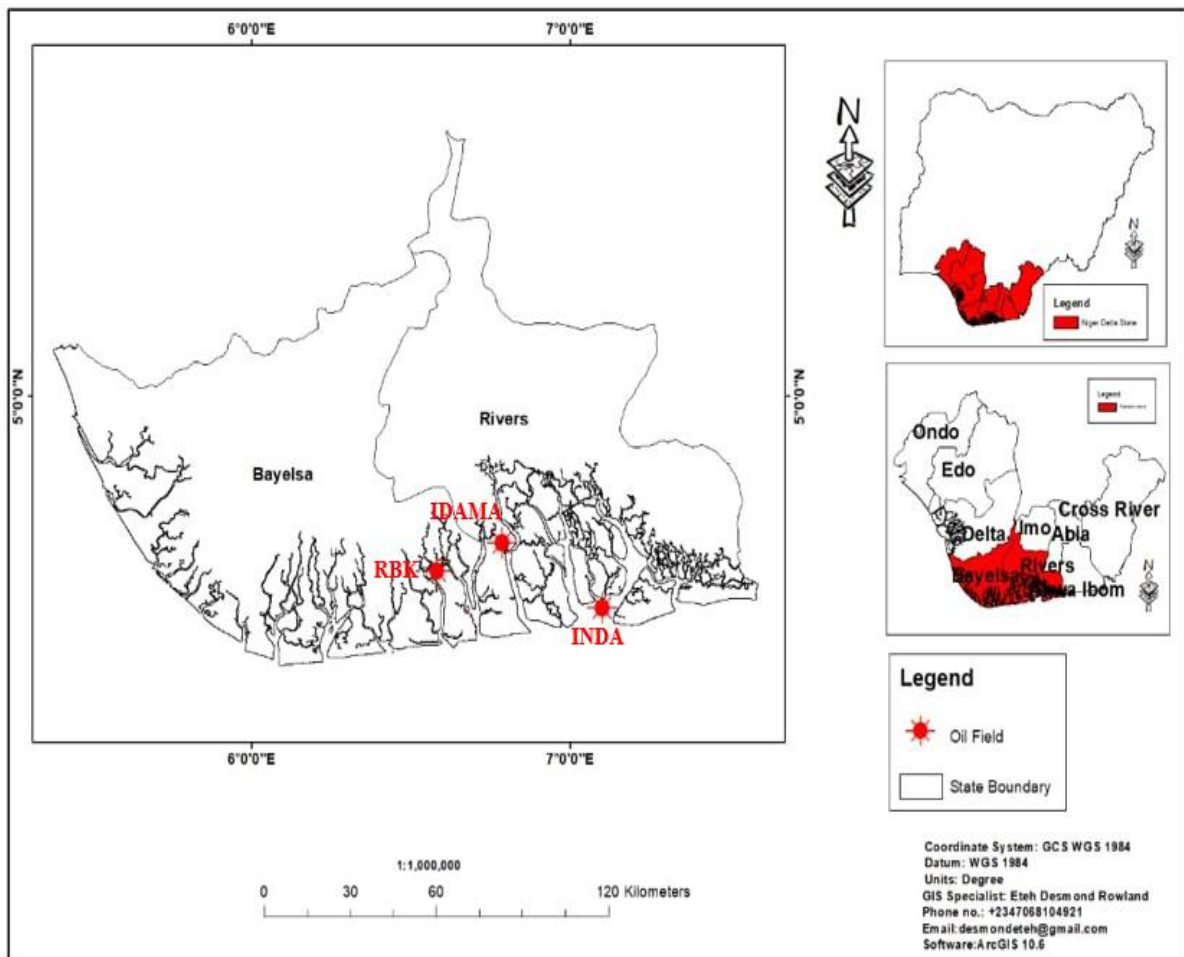 6°0'0"E 7°0'0"E
5°0'0"N
5°0'0"N
Rivers
Bayelsa
IDAMA
RBK
INDA
6°0'0"E 7°0'0"E
1:1,000,000
0 30 60 120 Kilometers
N
N
Legend
Niger Delta State
Legend
Ondo
Edo
Cross River
Delta
Imo
Abia
Rivers
Bayelsa
Ibom
N
Legend
Oil Field
State Boundary
Coordinate System: GCS WGS 1984
Datum: WGS 1984
Units: Degree
GIS Specialist: Eteh Desmond Rowland
Phone no.: +2347068104921
Email:desmondeteh@gmail.com
Software:ArcGIS 10.6